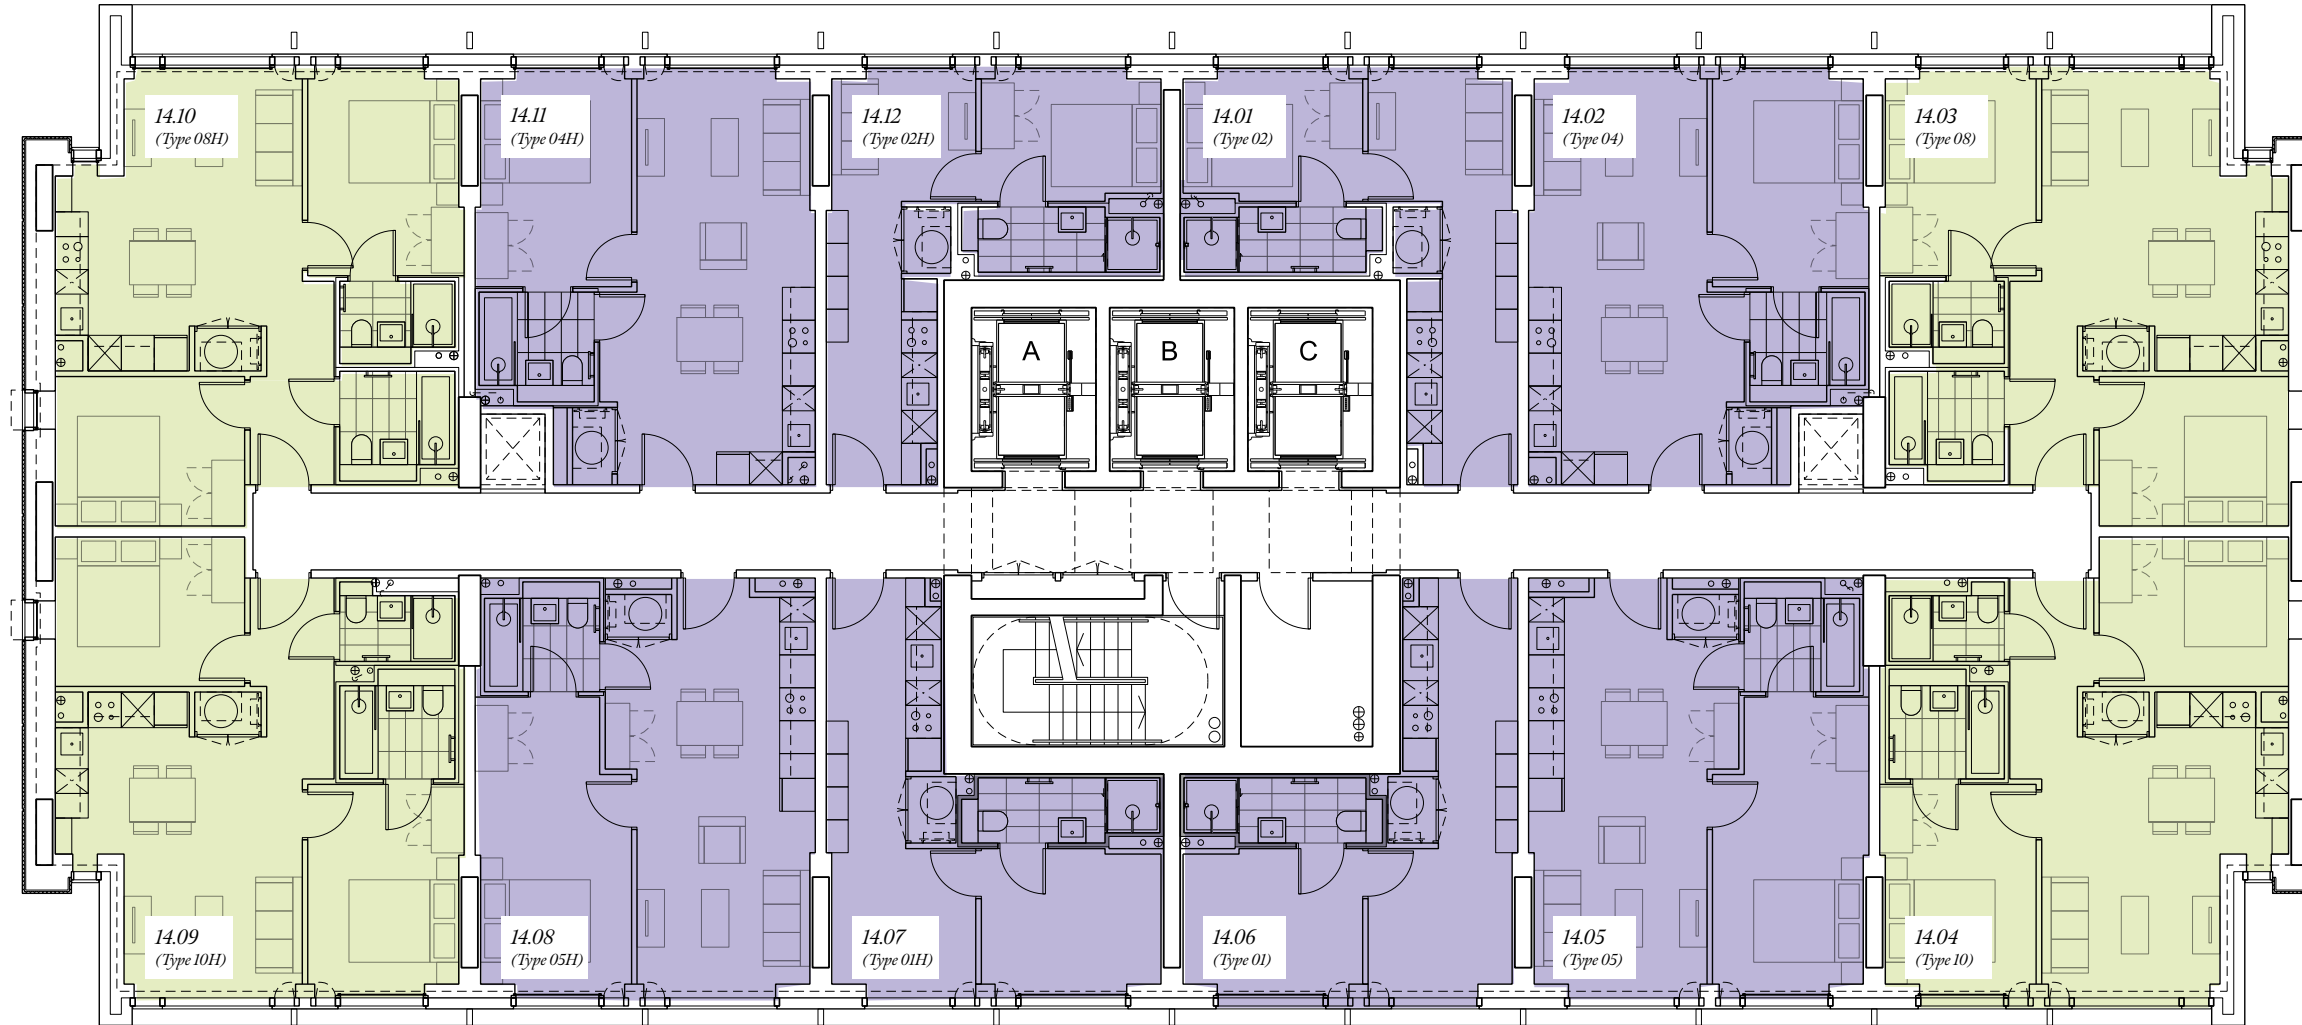 14.10
(Type 08H)
14.11
(Type 04H)
14.12
(Type 02H)
14.01
(Type 02)
14.02
(Type 04)
14.03
(Type 08)
A
B
C
14.09
(Type 10H)
14.08
(Type 05H)
14.07
(Type 01H)
14.06
(Type 01)
14.05
(Type 05)
14.04
(Type 10)